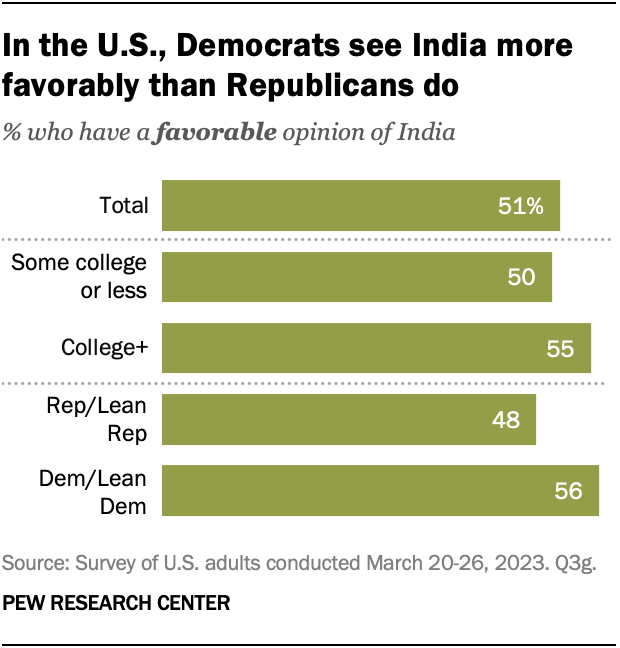 In the U.S., Democrats see India more
favorably than Republicans do
% who have a favorable opinion of India
Total 51%
Some college
or less 50
College+ 55
Rep/Lean
Rep 48
Dem/Lean
Dem 56
Source: Survey of U.S. adults conducted March 20-26, 2023. Q3g.
PEW RESEARCH CENTER